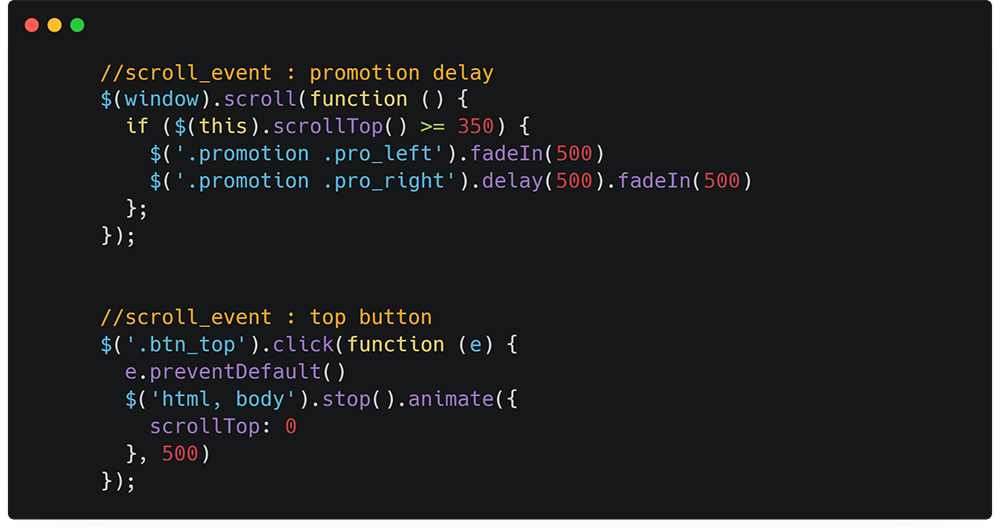 //scroll_event : promotion delay
$(window).scroll(function () {
  if ($(this).scrollTop() >= 350) {
    $('.promotion .pro_left').fadeIn(500)
    $('.promotion .pro_right').delay(500).fadeIn(500)
  };
});
//scroll_event : top button
$('.btn_top').click(function (e) {
  e.preventDefault()
  $('html, body').stop().animate({
    scrollTop: 0
  }, 500)
});